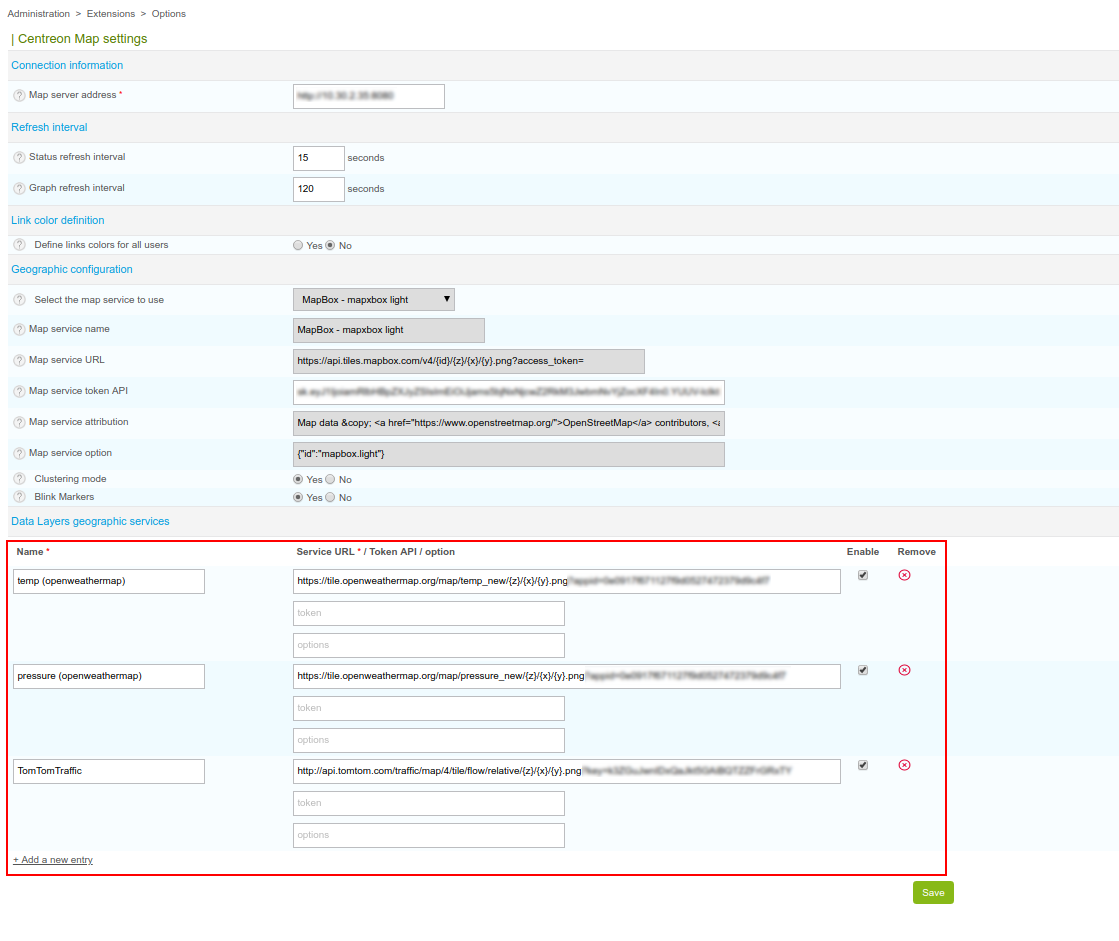 Administration > Extensions > Options
| Centreon Map settings
Connection information
? Map server address *
Refresh interval
? Status refresh interval 15 seconds
? Graph refresh interval 120 seconds
Link color definition
? Define links colors for all users Yes No
Geographic configuration
? Select the map service to use MapBox - mapxbox light ▼
? Map service name MapBox - mapxbox light
? Map service URL https://api.tiles.mapbox.com/v4/{id}/{z}/{x}/{y}.png?access_token=
? Map service token API
? Map service attribution Map data &copy; <a href="https://www.openstreetmap.org/">OpenStreetMap</a> contributors, <a
? Map service option {"id":"mapbox.light"}
? Clustering mode Yes No
? Blink Markers Yes No
Data Layers geographic services
Name * Service URL * / Token API / option Enable Remove
temp (openweathermap) https://tile.openweathermap.org/map/temp_new/{z}/{x}/{y}.png
token
options
pressure (openweathermap) https://tile.openweathermap.org/map/pressure_new/{z}/{x}/{y}.png
token
options
TomTomTraffic http://api.tomtom.com/traffic/map/4/tile/flow/relative/{z}/{x}/{y}.png
token
options
+ Add a new entry
Save